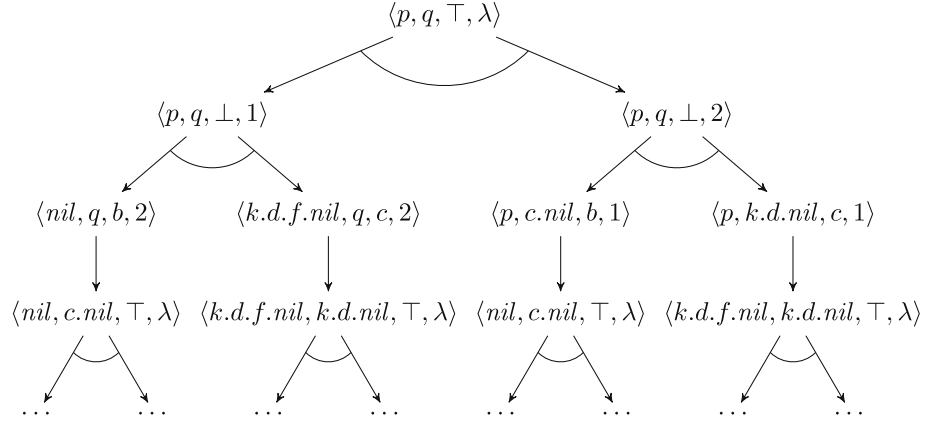 ⟨p, q, ⊤, λ⟩
⟨p, q, ⊥, 1⟩ ⟨p, q, ⊥, 2⟩
⟨nil, q, b, 2⟩ ⟨k.d.f.nil, q, c, 2⟩ ⟨p, c.nil, b, 1⟩ ⟨p, k.d.nil, c, 1⟩
⟨nil, c.nil, ⊤, λ⟩ ⟨k.d.f.nil, k.d.nil, ⊤, λ⟩ ⟨nil, c.nil, ⊤, λ⟩ ⟨k.d.f.nil, k.d.nil, ⊤, λ⟩
... ... ... ... ... ... ... ...